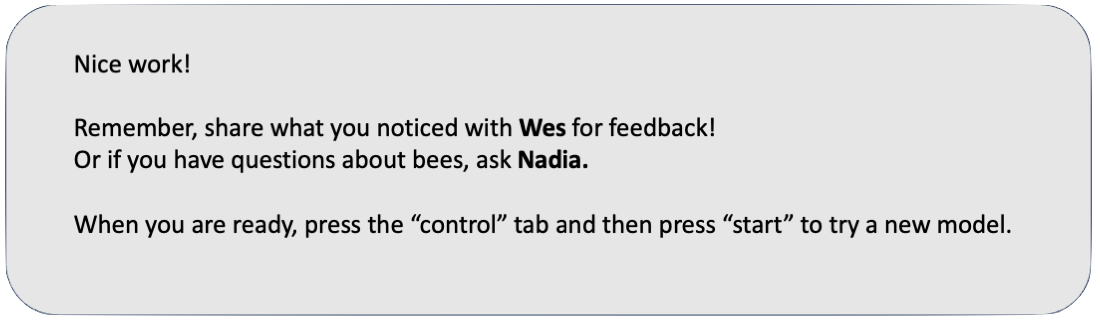 Nice work!
Remember, share what you noticed with Wes for feedback!
Or if you have questions about bees, ask Nadia.
When you are ready, press the “control” tab and then press “start” to try a new model.